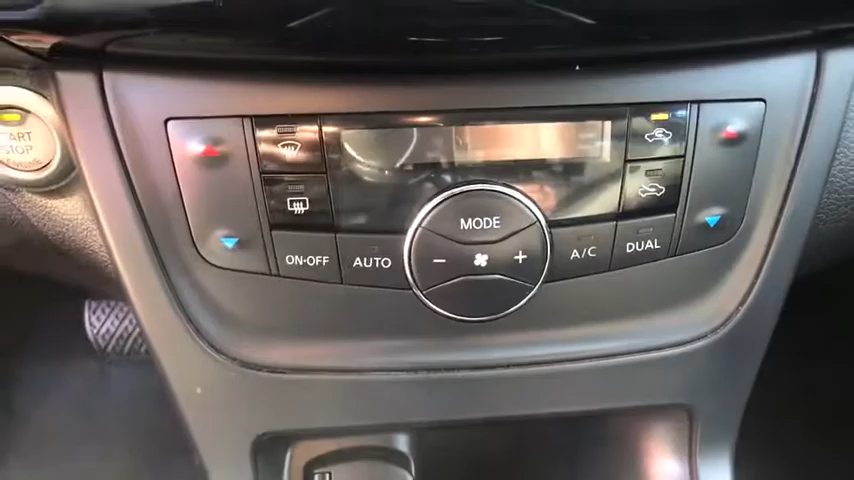 START
STOP
MODE
ON·OFF
AUTO
−
+
A/C
DUAL